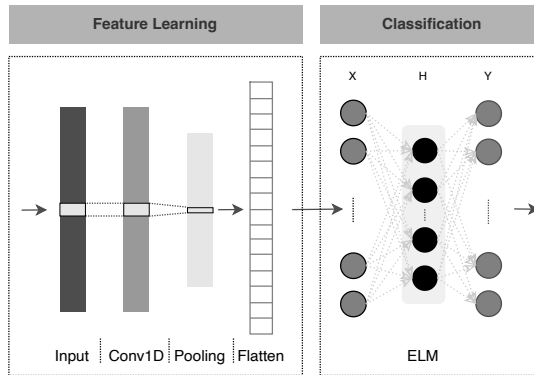 Feature Learning
Classification
X H Y
Input Conv1D Pooling Flatten
ELM